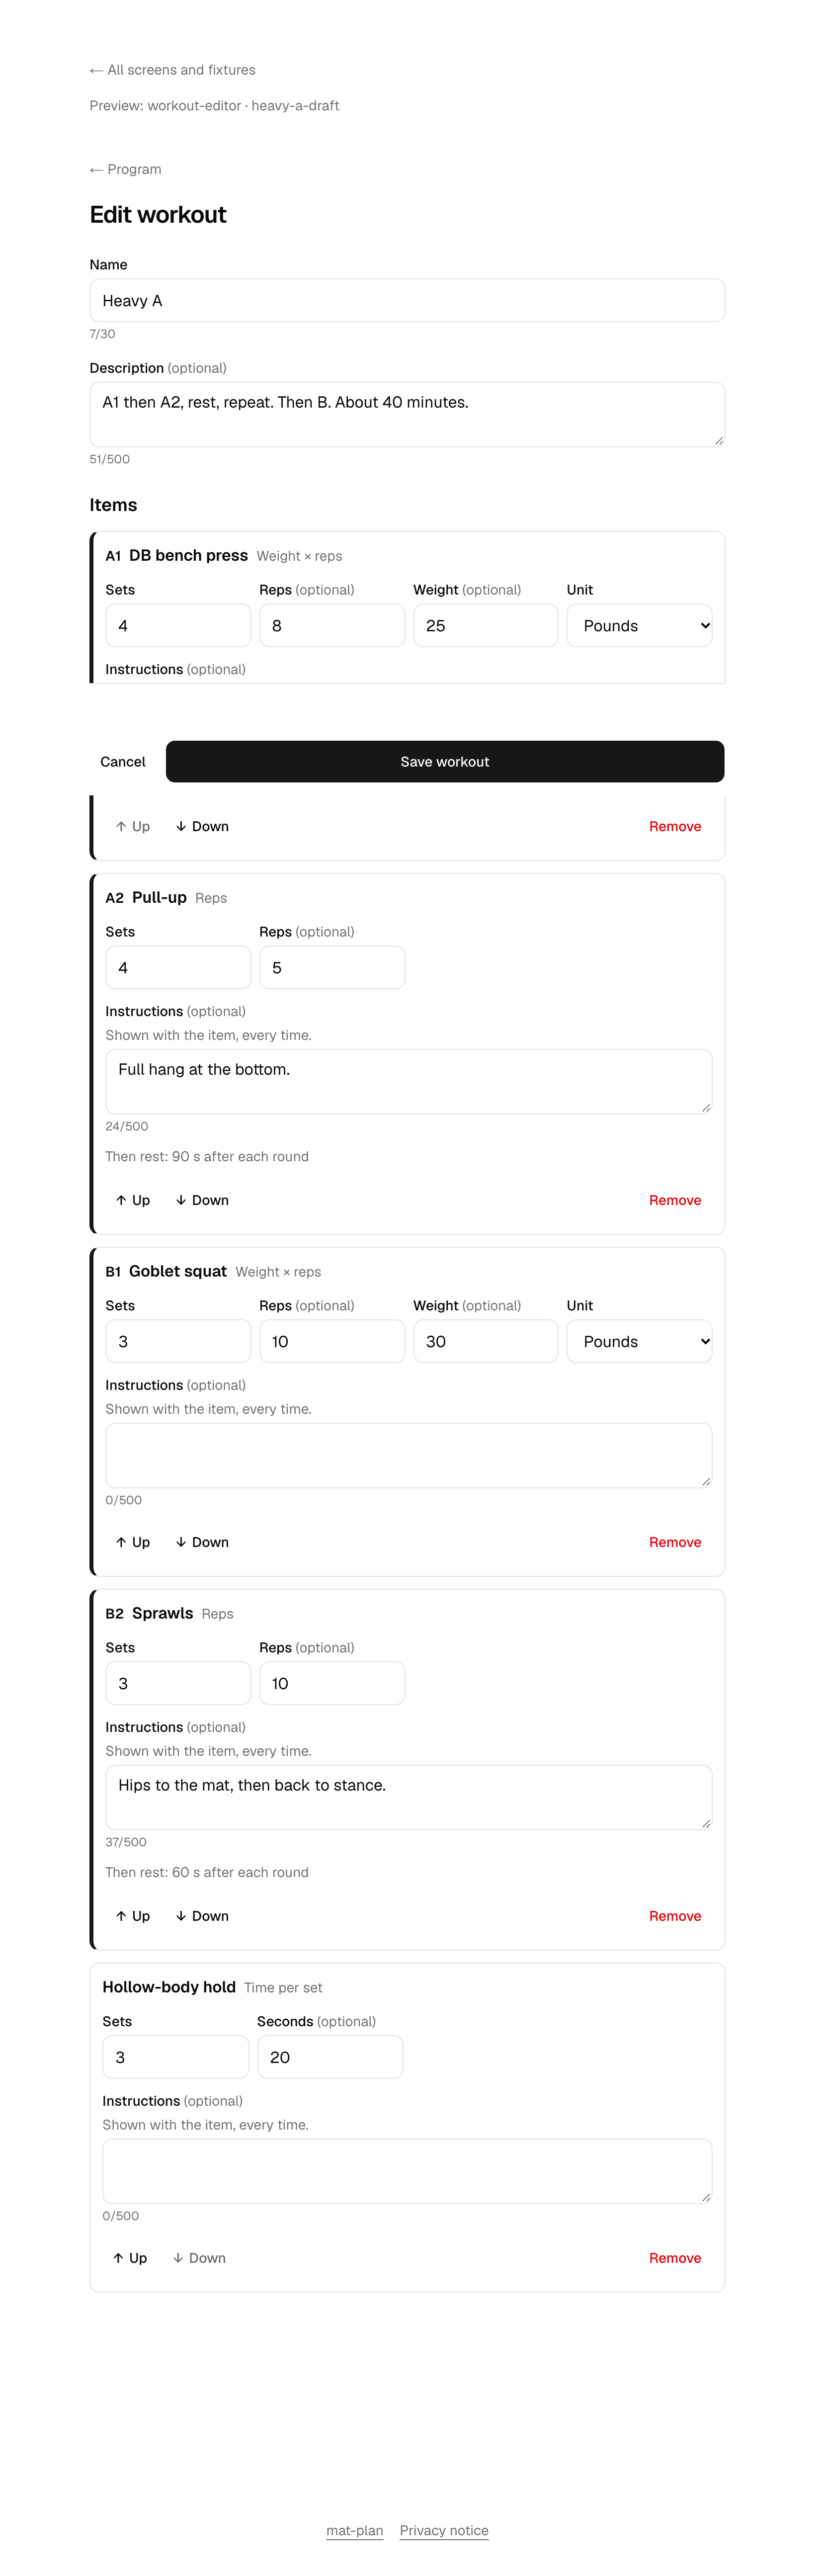 ← All screens and fixtures
Preview: workout-editor · heavy-a-draft
← Program
Edit workout
Name
Heavy A
7/30
Description (optional)
A1 then A2, rest, repeat. Then B. About 40 minutes.
51/500
Items
A1 DB bench press Weight × reps
Sets Reps (optional) Weight (optional) Unit
4 8 25 Pounds
Instructions (optional)
Cancel Save workout
↑ Up ↓ Down Remove
A2 Pull-up Reps
Sets Reps (optional)
4 5
Instructions (optional)
Shown with the item, every time.
Full hang at the bottom.
24/500
Then rest: 90 s after each round
↑ Up ↓ Down Remove
B1 Goblet squat Weight × reps
Sets Reps (optional) Weight (optional) Unit
3 10 30 Pounds
Instructions (optional)
Shown with the item, every time.
0/500
↑ Up ↓ Down Remove
B2 Sprawls Reps
Sets Reps (optional)
3 10
Instructions (optional)
Shown with the item, every time.
Hips to the mat, then back to stance.
37/500
Then rest: 60 s after each round
↑ Up ↓ Down Remove
Hollow-body hold Time per set
Sets Seconds (optional)
3 20
Instructions (optional)
Shown with the item, every time.
0/500
↑ Up ↓ Down Remove
mat-plan Privacy notice